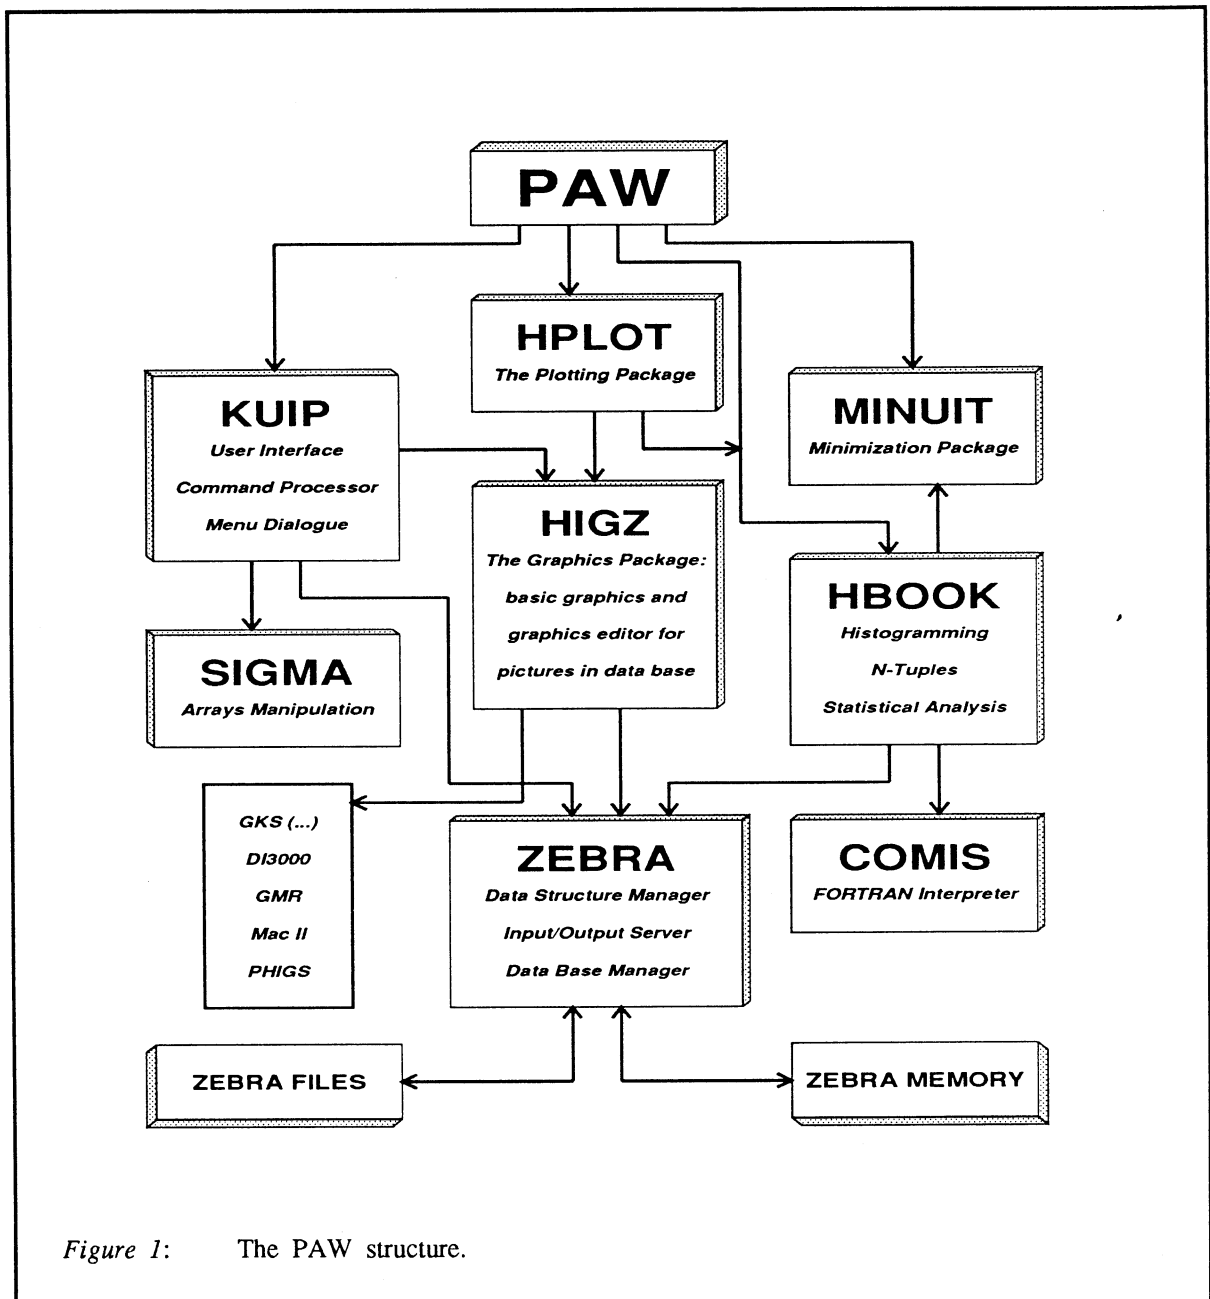 PAW
HPLOT
The Plotting Package
KUIP
User Interface
Command Processor
Menu Dialogue
MINUIT
Minimization Package
HIGZ
The Graphics Package:
basic graphics and
graphics editor for
pictures in data base
HBOOK
Histogramming
N-Tuples
Statistical Analysis
SIGMA
Arrays Manipulation
GKS (...)
DI3000
GMR
Mac II
PHIGS
ZEBRA
Data Structure Manager
Input/Output Server
Data Base Manager
COMIS
FORTRAN Interpreter
ZEBRA FILES
ZEBRA MEMORY
Figure 1: The PAW structure.